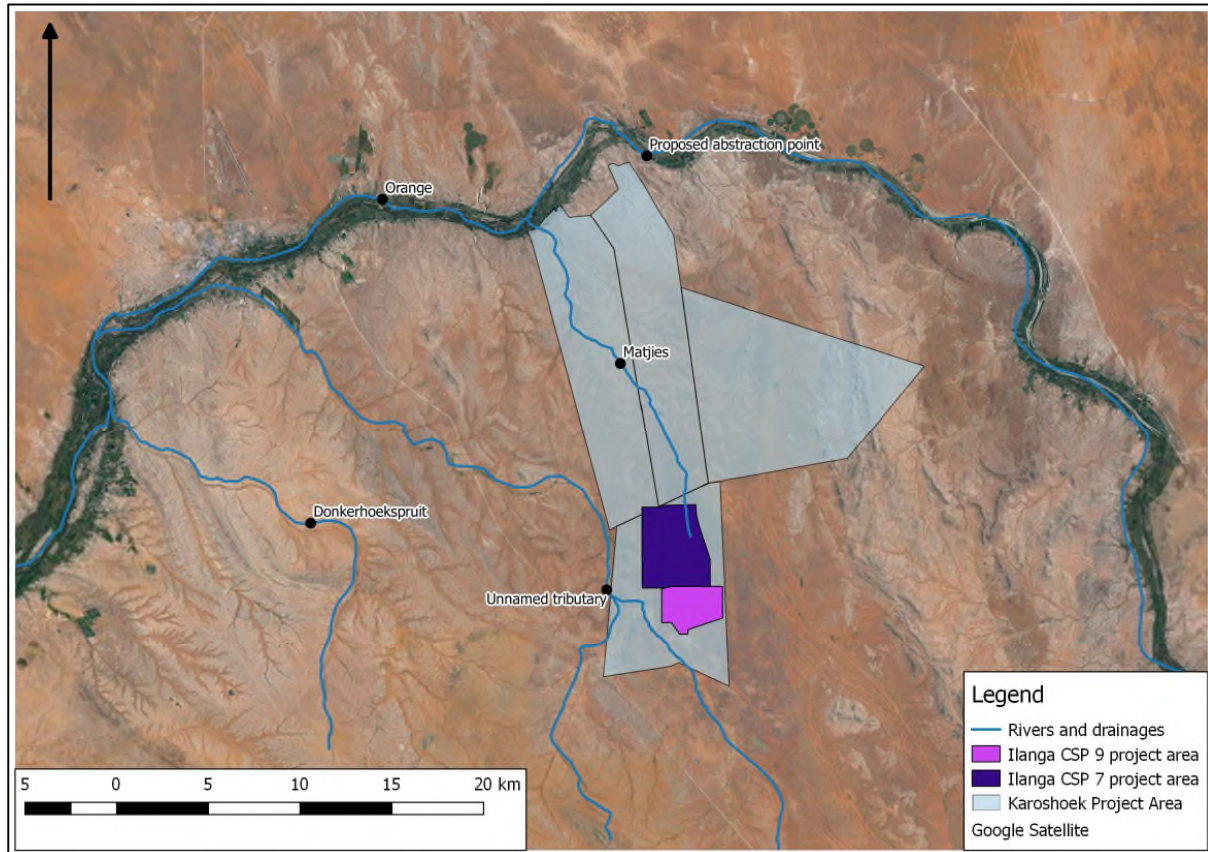 Proposed abstraction point
Orange
Matjies
Donkerhoekspruit
Unnamed tributary
Legend
Rivers and drainages
Ilanga CSP 9 project area
Ilanga CSP 7 project area
Karoshoek Project Area
Google Satellite
5 0 5 10 15 20 km